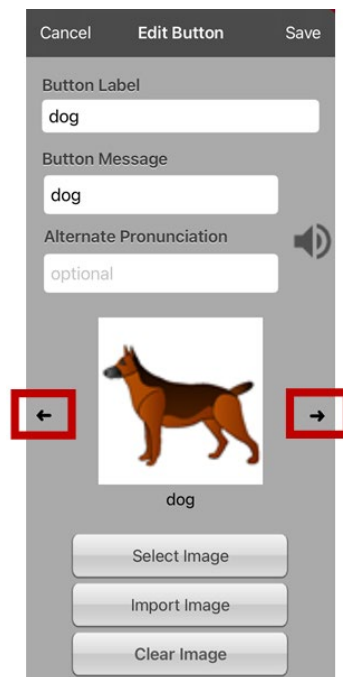 Cancel Edit Button Save
Button Label
dog
Button Message
dog
Alternate Pronunciation
optional
← →
dog
Select Image
Import Image
Clear Image